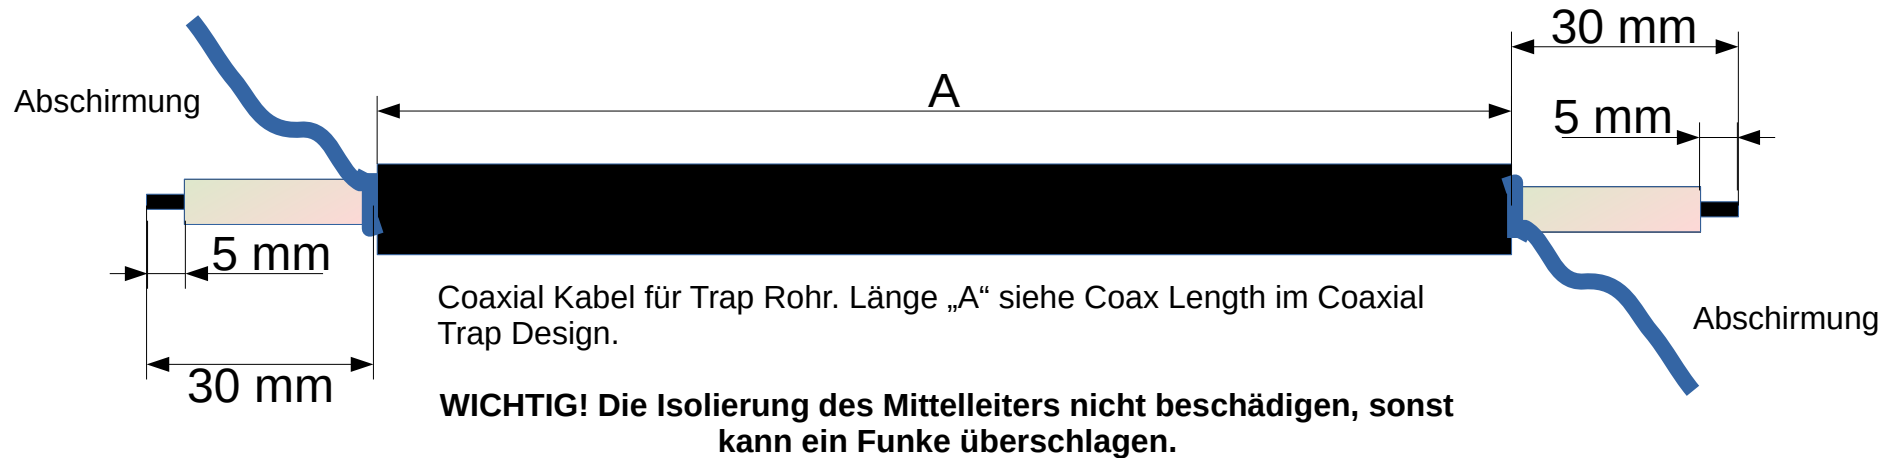 30 mm
A
Abschirmung
5 mm
5 mm
Coaxial Kabel für Trap Rohr. Länge „A“ siehe Coax Length im Coaxial
Trap Design.
Abschirmung
30 mm
WICHTIG! Die Isolierung des Mittelleiters nicht beschädigen, sonst
kann ein Funke überschlagen.